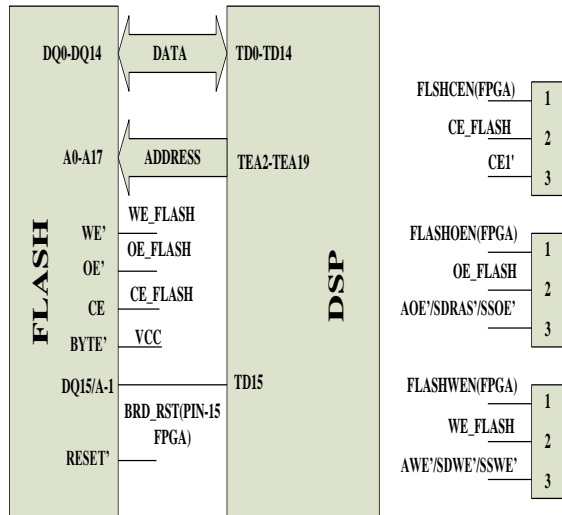 DQ0-DQ14
DATA
TD0-TD14
A0-A17
ADDRESS
TEA2-TEA19
FLASH
DSP
WE'
WE_FLASH
OE'
OE_FLASH
CE
CE_FLASH
BYTE'
VCC
DQ15/A-1
TD15
BRD_RST(PIN-15
FPGA)
RESET'
FLSHCEN(FPGA)
1
CE_FLASH
2
CE1'
3
FLASHOEN(FPGA)
1
OE_FLASH
2
AOE'/SDRAS'/SSOE'
3
FLASHWEN(FPGA)
1
WE_FLASH
2
AWE'/SDWE'/SSWE'
3